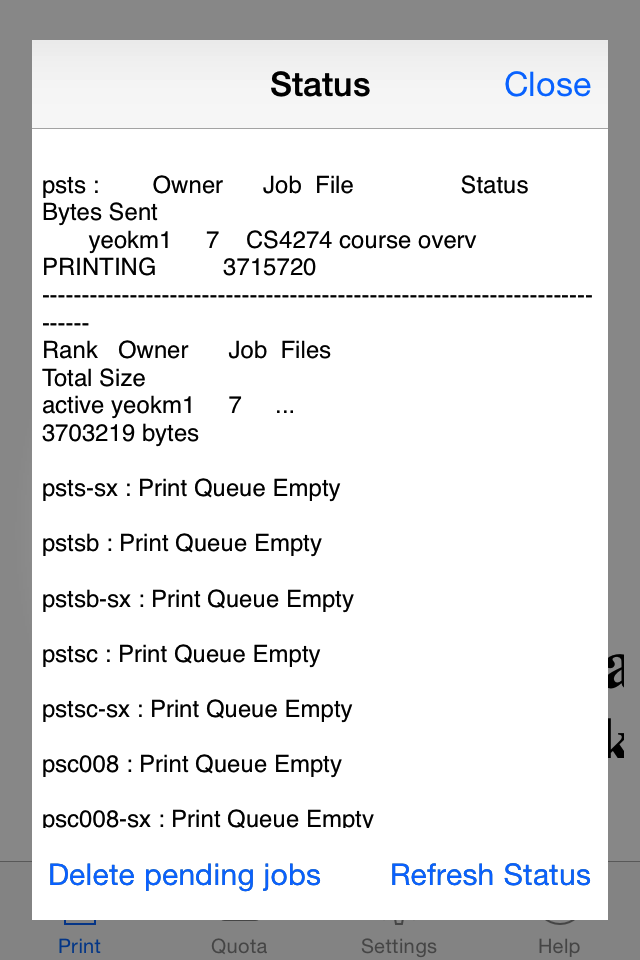 Status Close
psts : Owner Job File Status
Bytes Sent
yeokm1 7 CS4274 course overv
PRINTING 3715720
----------------------------------------------------------------------
------
Rank Owner Job Files
Total Size
active yeokm1 7 ...
3703219 bytes
psts-sx : Print Queue Empty
pstsb : Print Queue Empty
pstsb-sx : Print Queue Empty
pstsc : Print Queue Empty
pstsc-sx : Print Queue Empty
psc008 : Print Queue Empty
psc008-sx : Print Queue Empty
a
k
Delete pending jobs Refresh Status
Print Quota Settings Help